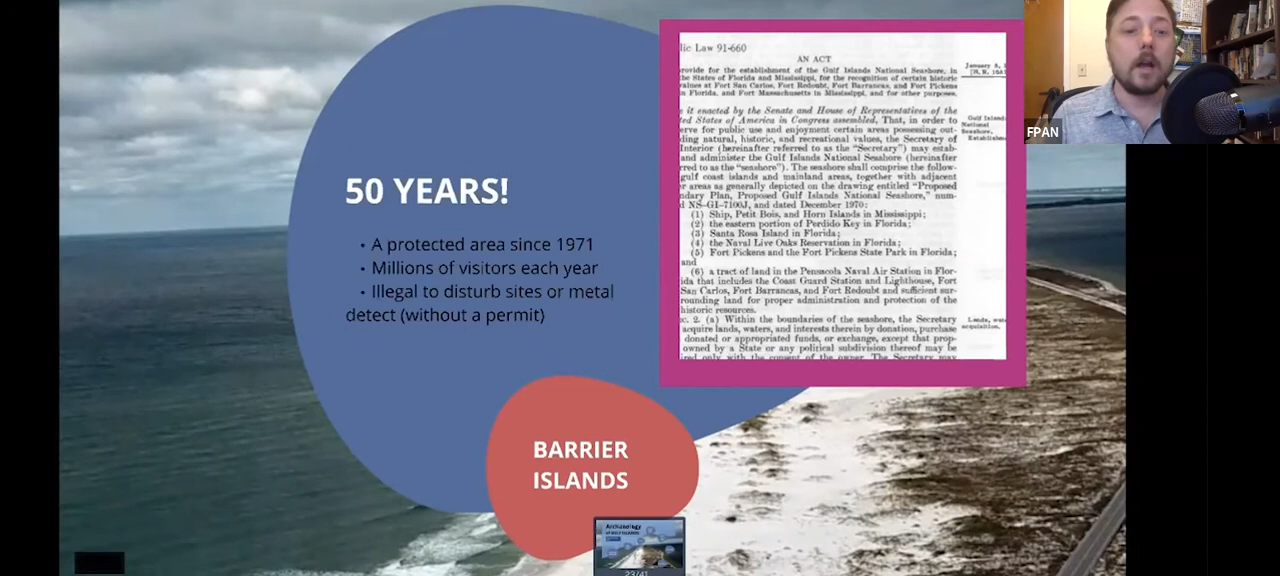 50 YEARS!
• A protected area since 1971
• Millions of visitors each year
• Illegal to disturb sites or metal
detect (without a permit)
BARRIER
ISLANDS
lic Law 91-660
AN ACT
rovide for the establishment of the Gulf Islands National Seashore, in
he States of Florida and Mississippi, for the recognition of certain historic
values at Fort San Carlos, Fort Redoubt, Fort Barrancas, and Fort Pickens
in Florida, and Fort Massachusetts in Mississippi, and for other purposes.
e it enacted by the Senate and House of Representatives of the
ted States of America in Congress assembled, That, in order to
erve for public use and enjoyment certain areas possessing out-
ding natural, historic, and recreational values, the Secretary of
Interior (hereinafter referred to as the "Secretary") may estab-
and administer the Gulf Islands National Seashore (hereinafter
rred to as the "seashore"). The seashore shall comprise the follow-
gulf coast islands and mainland areas, together with adjacent
r areas as generally depicted on the drawing entitled "Proposed
ndary Plan, Proposed Gulf Islands National Seashore," num-
d NS-GI-7100J, and dated December 1970:
(1) Ship, Petit Bois, and Horn Islands in Mississippi;
(2) the eastern portion of Perdido Key in Florida;
(3) Santa Rosa Island in Florida;
(4) the Naval Live Oaks Reservation in Florida;
(5) Fort Pickens and the Fort Pickens State Park in Florida;
and
(6) a tract of land in the Pensacola Naval Air Station in Flor-
ida that includes the Coast Guard Station and Lighthouse, Fort
San Carlos, Fort Barrancas, and Fort Redoubt and sufficient sur-
rounding land for proper administration and protection of the
historic resources.
c. 2. (a) Within the boundaries of the seashore, the Secretary
acquire lands, waters, and interests therein by donation, purchase
donated or appropriated funds, or exchange, except that prop-
owned by a State or any political subdivision thereof may be
ired only with the consent of the owner. The Secretary may
January 8, 1
[H. R. 
Gulf Island
National
Seashore,
Establishm
Lands, wat
acquisition.
FPAN
Archaeology
23/41